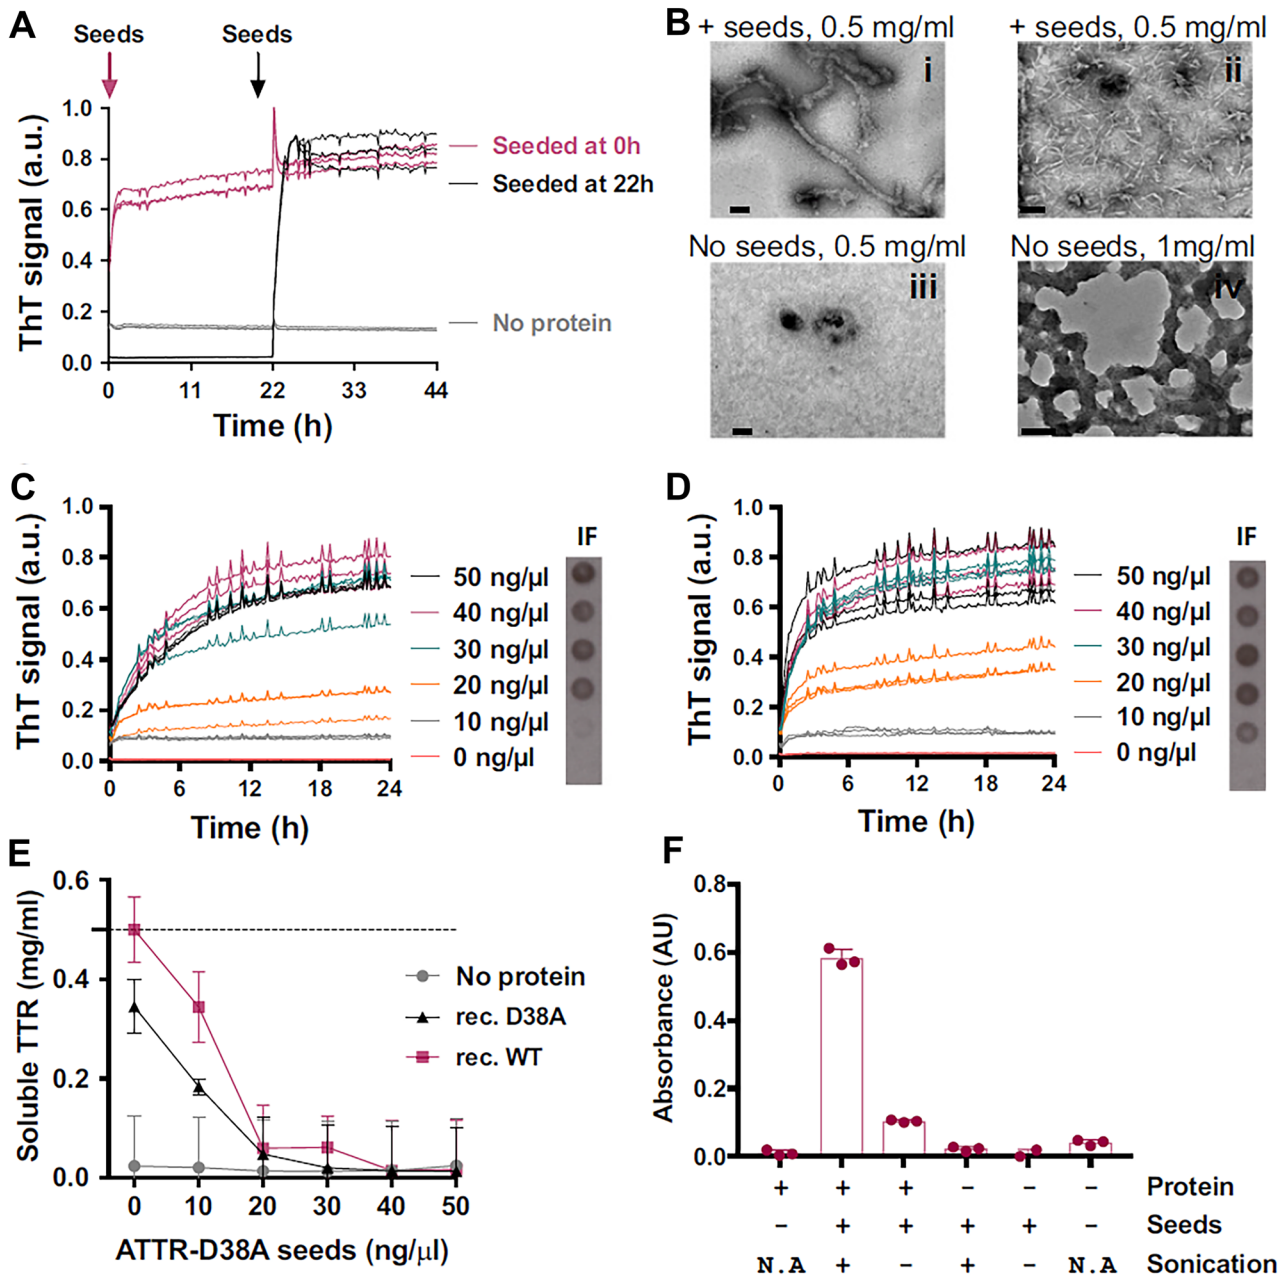 A
Seeds Seeds
ThT signal (a.u.)
1.0
0.8
0.6
0.4
0.2
0.0
0 11 22 33 44
Time (h)
Seeded at 0h
Seeded at 22h
No protein
B
+ seeds, 0.5 mg/ml
i
+ seeds, 0.5 mg/ml
ii
No seeds, 0.5 mg/ml
iii
No seeds, 1mg/ml
iv
C
ThT signal (a.u.)
1.0
0.8
0.6
0.4
0.2
0.0
0 6 12 18 24
Time (h)
IF
50 ng/µl
40 ng/µl
30 ng/µl
20 ng/µl
10 ng/µl
0 ng/µl
D
ThT signal (a.u.)
1.0
0.8
0.6
0.4
0.2
0.0
0 6 12 18 24
Time (h)
IF
50 ng/µl
40 ng/µl
30 ng/µl
20 ng/µl
10 ng/µl
0 ng/µl
E
Soluble TTR (mg/ml)
0.6
0.4
0.2
0.0
0 10 20 30 40 50
ATTR-D38A seeds (ng/µl)
No protein
rec. D38A
rec. WT
F
Absorbance (AU)
0.8
0.6
0.4
0.2
0.0
+ + + − − − Protein
− + + + + − Seeds
N.A + − + − N.A Sonication